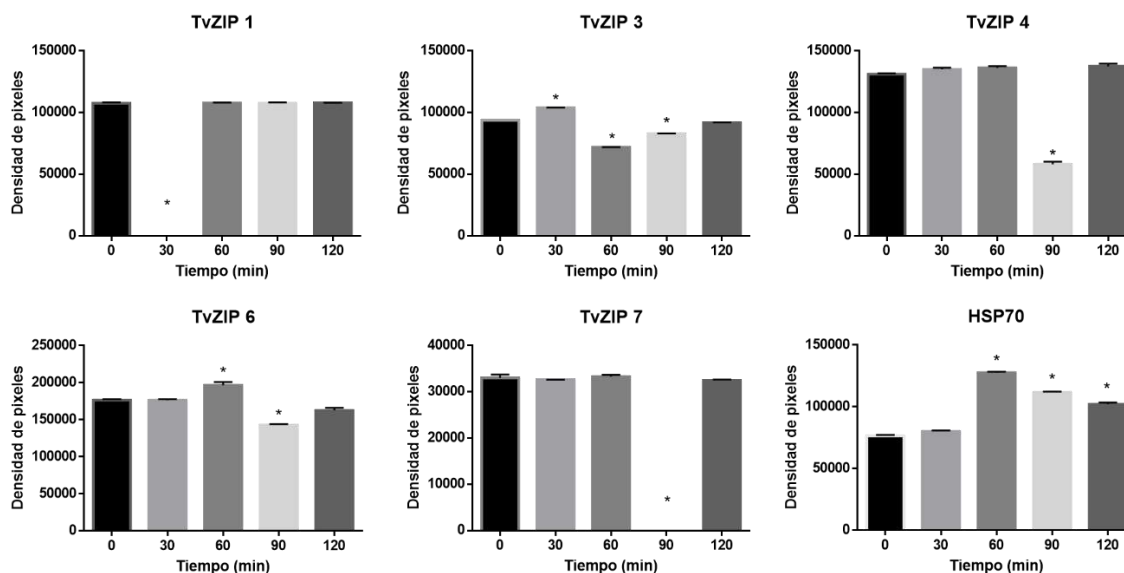 TvZIP 1
Densidad de pixeles
150000
100000
50000
0
*
0 30 60 90 120
Tiempo (min)
TvZIP 3
Densidad de pixeles
150000
100000
50000
0
* * *
0 30 60 90 120
Tiempo (min)
TvZIP 4
Densidad de pixeles
150000
100000
50000
0
*
0 30 60 90 120
Tiempo (min)
TvZIP 6
Densidad de pixeles
250000
200000
150000
100000
50000
0
* *
0 30 60 90 120
Tiempo (min)
TvZIP 7
Densidad de pixeles
40000
30000
20000
10000
0
*
0 30 60 90 120
Tiempo (min)
HSP70
Densidad de pixeles
150000
100000
50000
0
* * *
0 30 60 90 120
Tiempo (min)